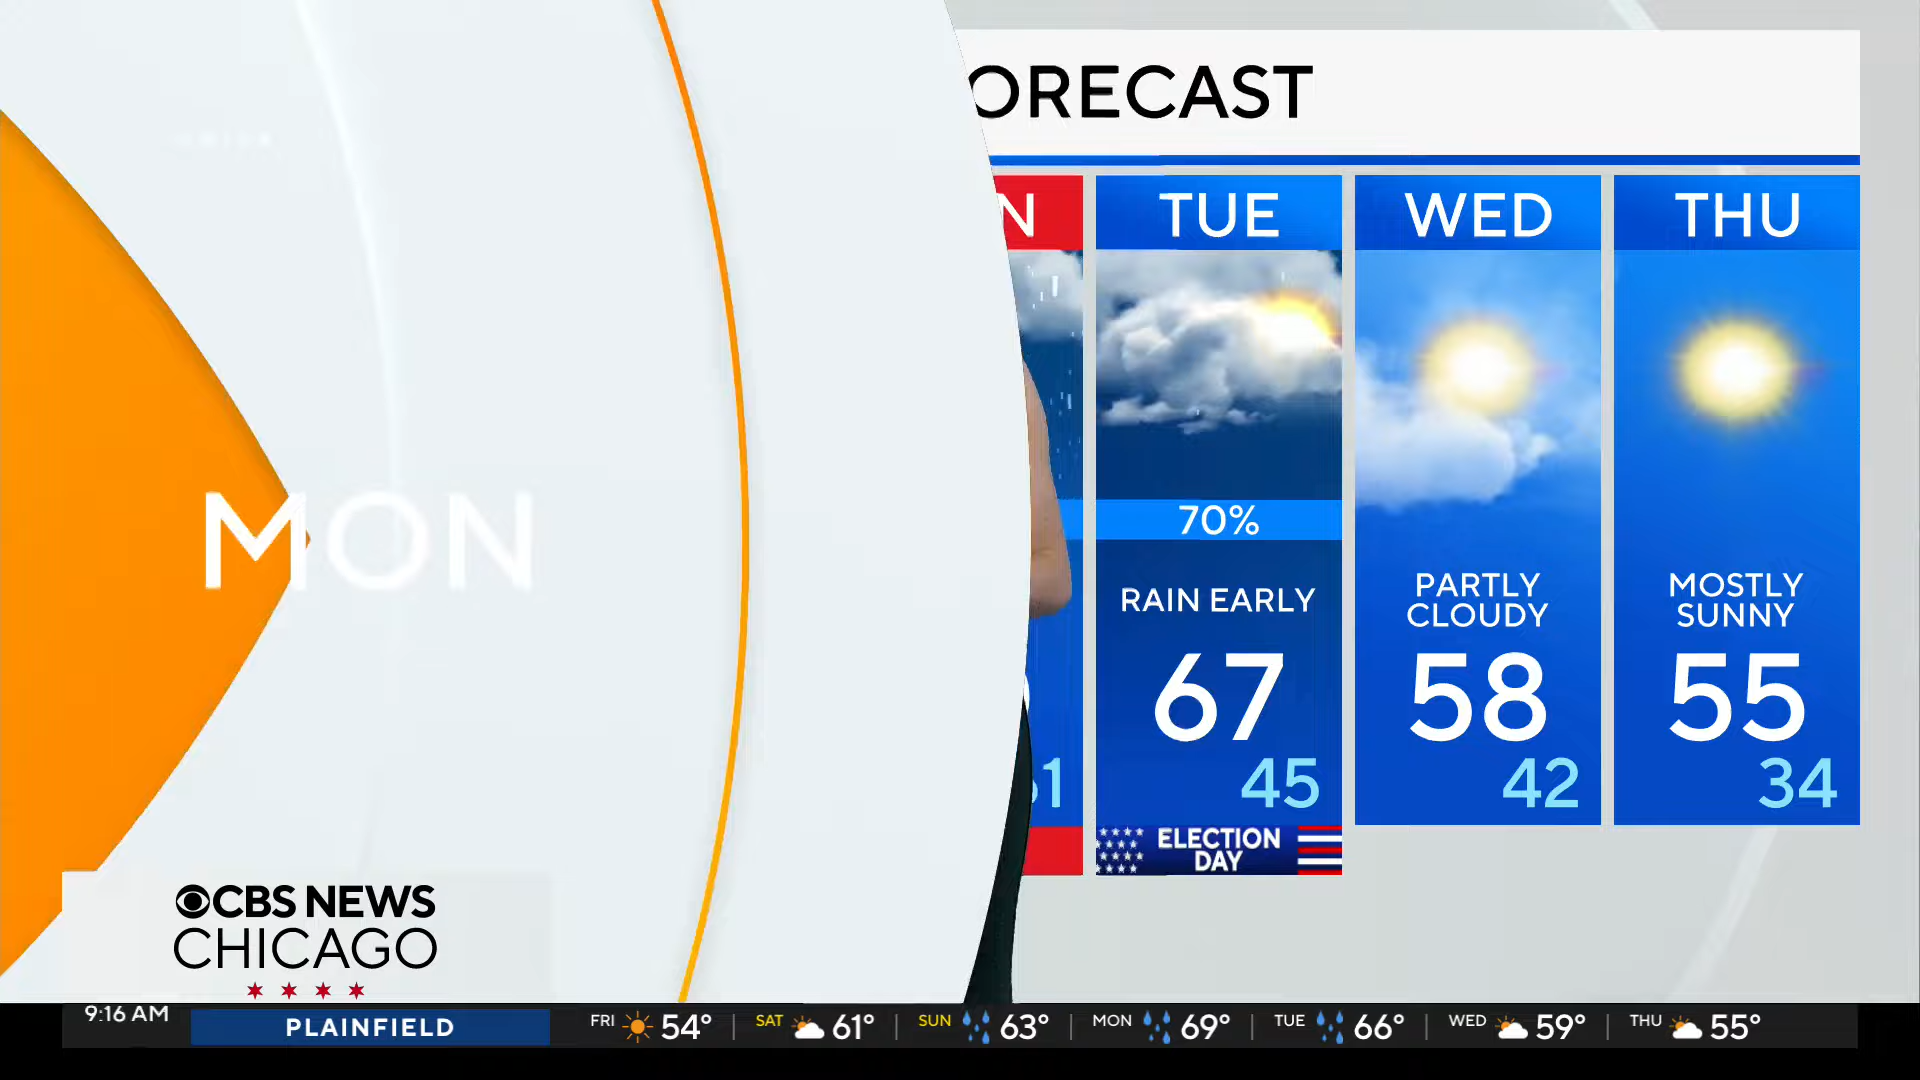 ORECAST
N
TUE
WED
THU
70%
RAIN EARLY
PARTLY
CLOUDY
MOSTLY
SUNNY
67
58
55
45
42
34
ELECTION
DAY
MON
CBS NEWS
CHICAGO
9:16 AM
PLAINFIELD
FRI 54° SAT 61° SUN 63° MON 69° TUE 66° WED 59° THU 55°